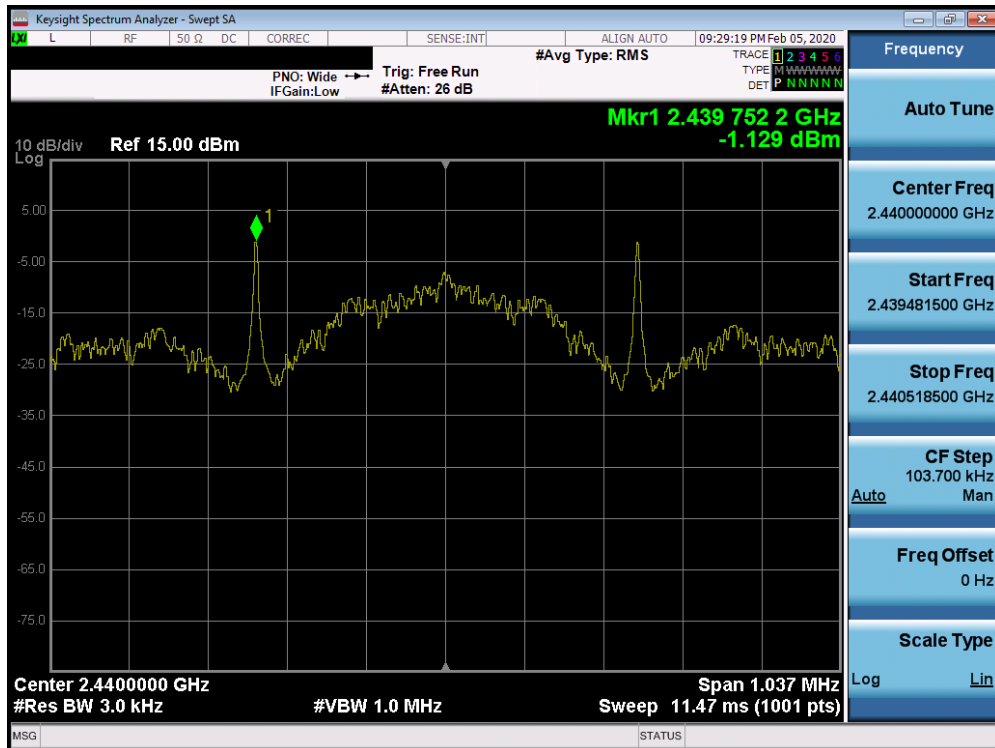 Keysight Spectrum Analyzer - Swept SA
LXI L RF 50 Ω DC CORREC SENSE:INT ALIGN AUTO 09:29:19 PM Feb 05, 2020
Frequency
PNO: Wide
IFGain:Low
Trig: Free Run
#Atten: 26 dB
#Avg Type: RMS
TRACE 1 2 3 4 5 6
TYPE M WWWWW
DET P N N N N N
Auto Tune
Mkr1 2.439 752 2 GHz
-1.129 dBm
10 dB/div Ref 15.00 dBm
Log
1
5.00
-5.00
-15.0
-25.0
-35.0
-45.0
-55.0
-65.0
-75.0
Center Freq
2.440000000 GHz
Start Freq
2.439481500 GHz
Stop Freq
2.440518500 GHz
CF Step
103.700 kHz
Auto Man
Freq Offset
0 Hz
Scale Type
Log Lin
Center 2.4400000 GHz Span 1.037 MHz
#Res BW 3.0 kHz #VBW 1.0 MHz Sweep 11.47 ms (1001 pts)
MSG STATUS